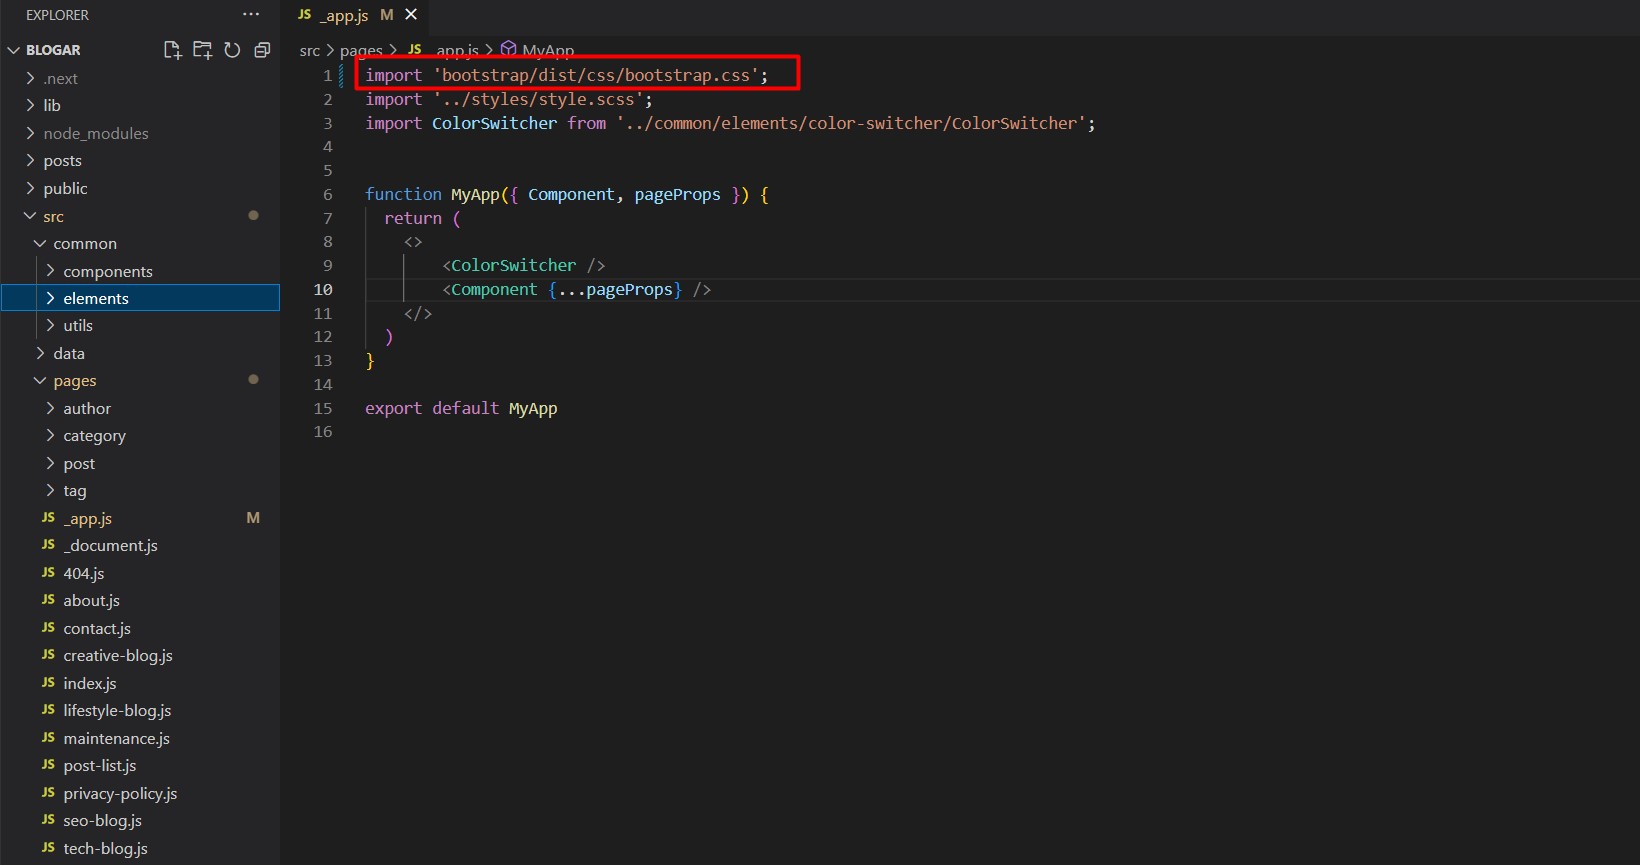 EXPLORER
···
BLOGAR
.next
lib
node_modules
posts
public
src
common
components
elements
utils
data
pages
author
category
post
tag
JS _app.js M
JS _document.js
JS 404.js
JS about.js
JS contact.js
JS creative-blog.js
JS index.js
JS lifestyle-blog.js
JS maintenance.js
JS post-list.js
JS privacy-policy.js
JS seo-blog.js
JS tech-blog.js
JS _app.js M
src > pages > JS _app.js > MyApp
1 import 'bootstrap/dist/css/bootstrap.css';
2 import '../styles/style.scss';
3 import ColorSwitcher from '../common/elements/color-switcher/ColorSwitcher';
4
5
6 function MyApp({ Component, pageProps }) {
7 return (
8 <>
9 <ColorSwitcher />
10 <Component {...pageProps} />
11 </>
12 )
13 }
14
15 export default MyApp
16